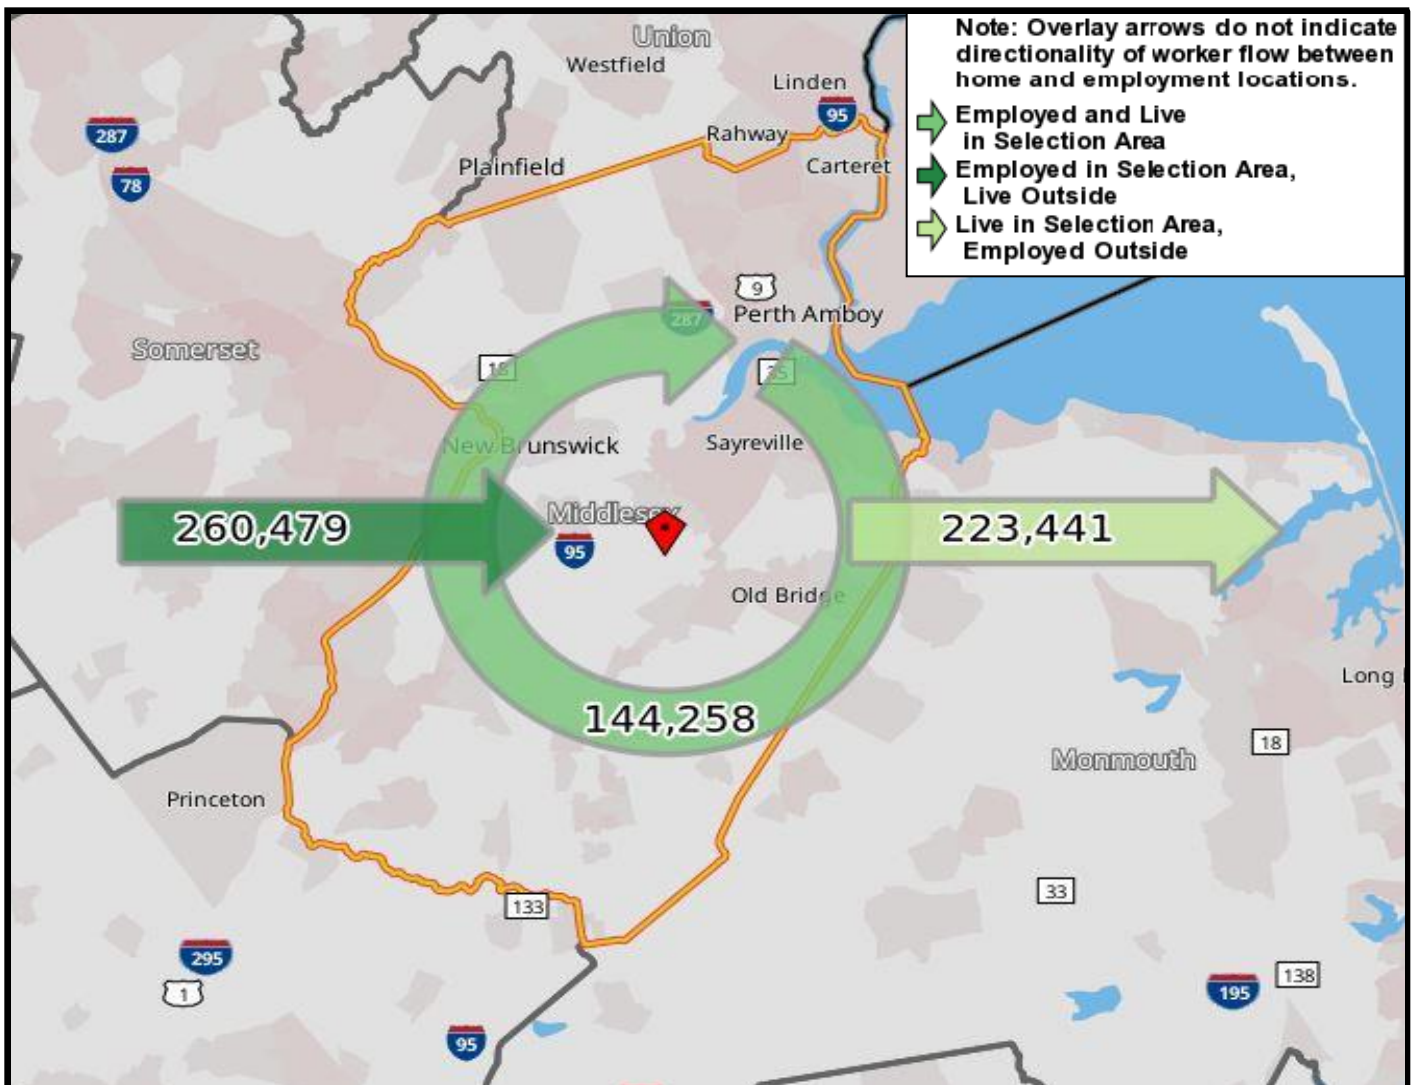 Note: Overlay arrows do not indicate
directionality of worker flow between
home and employment locations.
Employed and Live
in Selection Area
Employed in Selection Area,
Live Outside
Live in Selection Area,
Employed Outside
Union
Westfield
Linden
95
287
Rahway
Plainfield
Carteret
78
9
287
Perth Amboy
Somerset
18
35
New Brunswick
Sayreville
Middlesex
260,479
223,441
95
Old Bridge
Long
144,258
18
Monmouth
Princeton
33
133
295
1
138
195
95